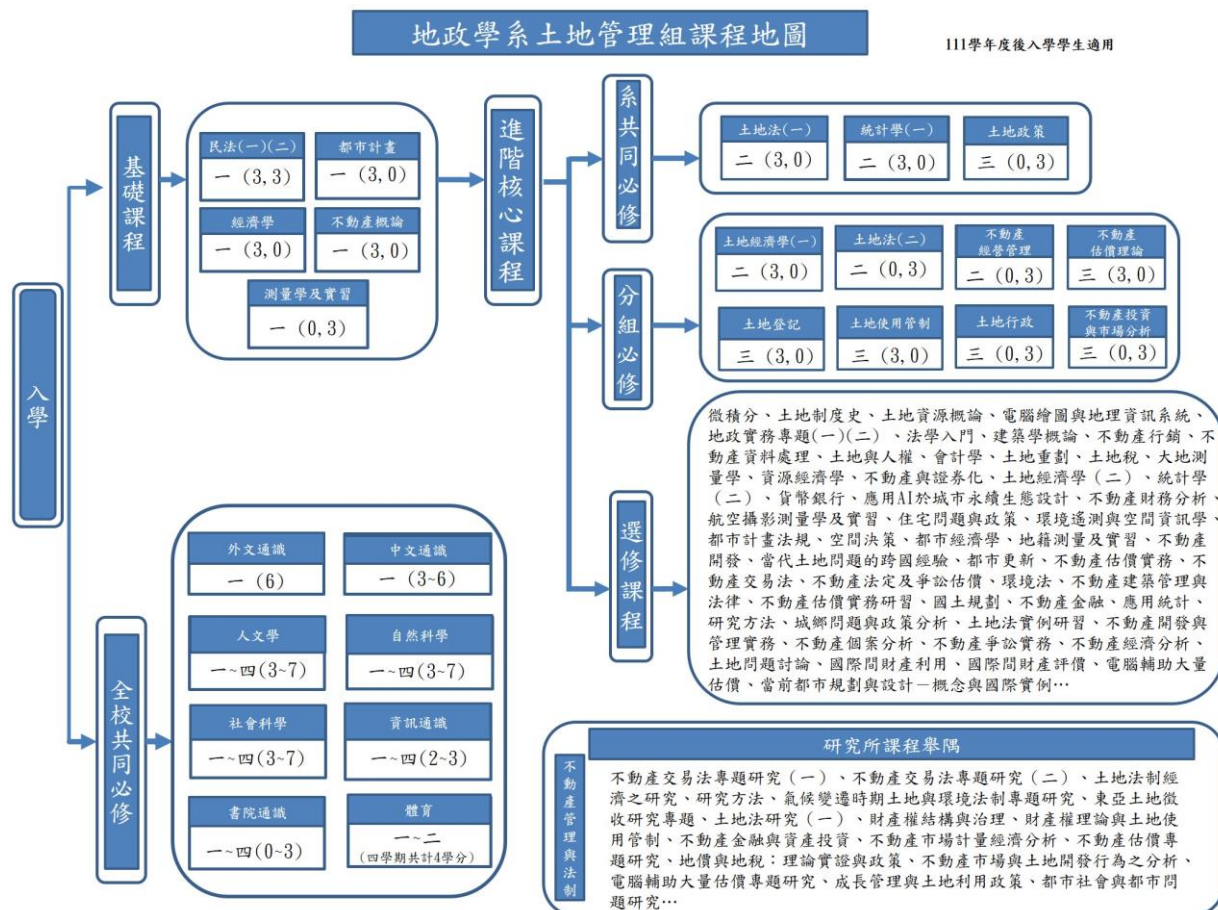 地政學系土地管理組課程地圖
111學年度後入學學生適用
入學
基礎課程
民法(一)(二)
一 (3,3)
都市計畫
一 (3,0)
經濟學
一 (3,0)
不動產概論
一 (3,0)
測量學及實習
一 (0,3)
進階核心課程
系共同必修
土地法(一)
二 (3,0)
統計學(一)
二 (3,0)
土地政策
三 (0,3)
分組必修
土地經濟學(一)
二 (3,0)
土地法(二)
二 (0,3)
不動產
經營管理
二 (0,3)
不動產
估價理論
三 (3,0)
土地登記
三 (3,0)
土地使用管制
三 (3,0)
土地行政
三 (0,3)
不動產投資
與市場分析
三 (0,3)
選修課程
微積分、土地制度史、土地資源概論、電腦繪圖與地理資訊系統、
地政實務專題(一)(二)、法學入門、建築學概論、不動產行銷、不
動產資料處理、土地與人權、會計學、土地重劃、土地稅、大地測
量學、資源經濟學、不動產與證券化、土地經濟學(二)、統計學
(二)、貨幣銀行、應用AI於城市永續生態設計、不動產財務分析、
航空攝影測量學及實習、住宅問題與政策、環境遙測與空間資訊學、
都市計畫法規、空間決策、都市經濟學、地籍測量及實習、不動產
開發、當代土地問題的跨國經驗、都市更新、不動產估價實務、不
動產交易法、不動產法定及爭訟估價、環境法、不動產建築管理與
法律、不動產估價實務研習、國土規劃、不動產金融、應用統計、
研究方法、城鄉問題與政策分析、土地法實例研習、不動產開發與
管理實務、不動產個案分析、不動產爭訟實務、不動產經濟分析、
土地問題討論、國際間財產利用、國際間財產評價、電腦輔助大量
估價、當前都市規劃與設計－概念與國際實例…
全校共同必修
外文通識
一 (6)
中文通識
一 (3~6)
人文學
一~四(3~7)
自然科學
一~四(3~7)
社會科學
一~四(3~7)
資訊通識
一~四(2~3)
書院通識
一~四(0~3)
體育
一~二
(四學期共計4學分)
不動產管理與法制
研究所課程舉隅
不動產交易法專題研究(一)、不動產交易法專題研究(二)、土地法制經
濟之研究、研究方法、氣候變遷時期土地與環境法制專題研究、東亞土地徵
收研究專題、土地法研究(一)、財產權結構與治理、財產權理論與土地使
用管制、不動產金融與資產投資、不動產市場計量經濟分析、不動產估價專
題研究、地價與地稅：理論實證與政策、不動產市場與土地開發行為之分析、
電腦輔助大量估價專題研究、成長管理與土地利用政策、都市社會與都市問
題研究…